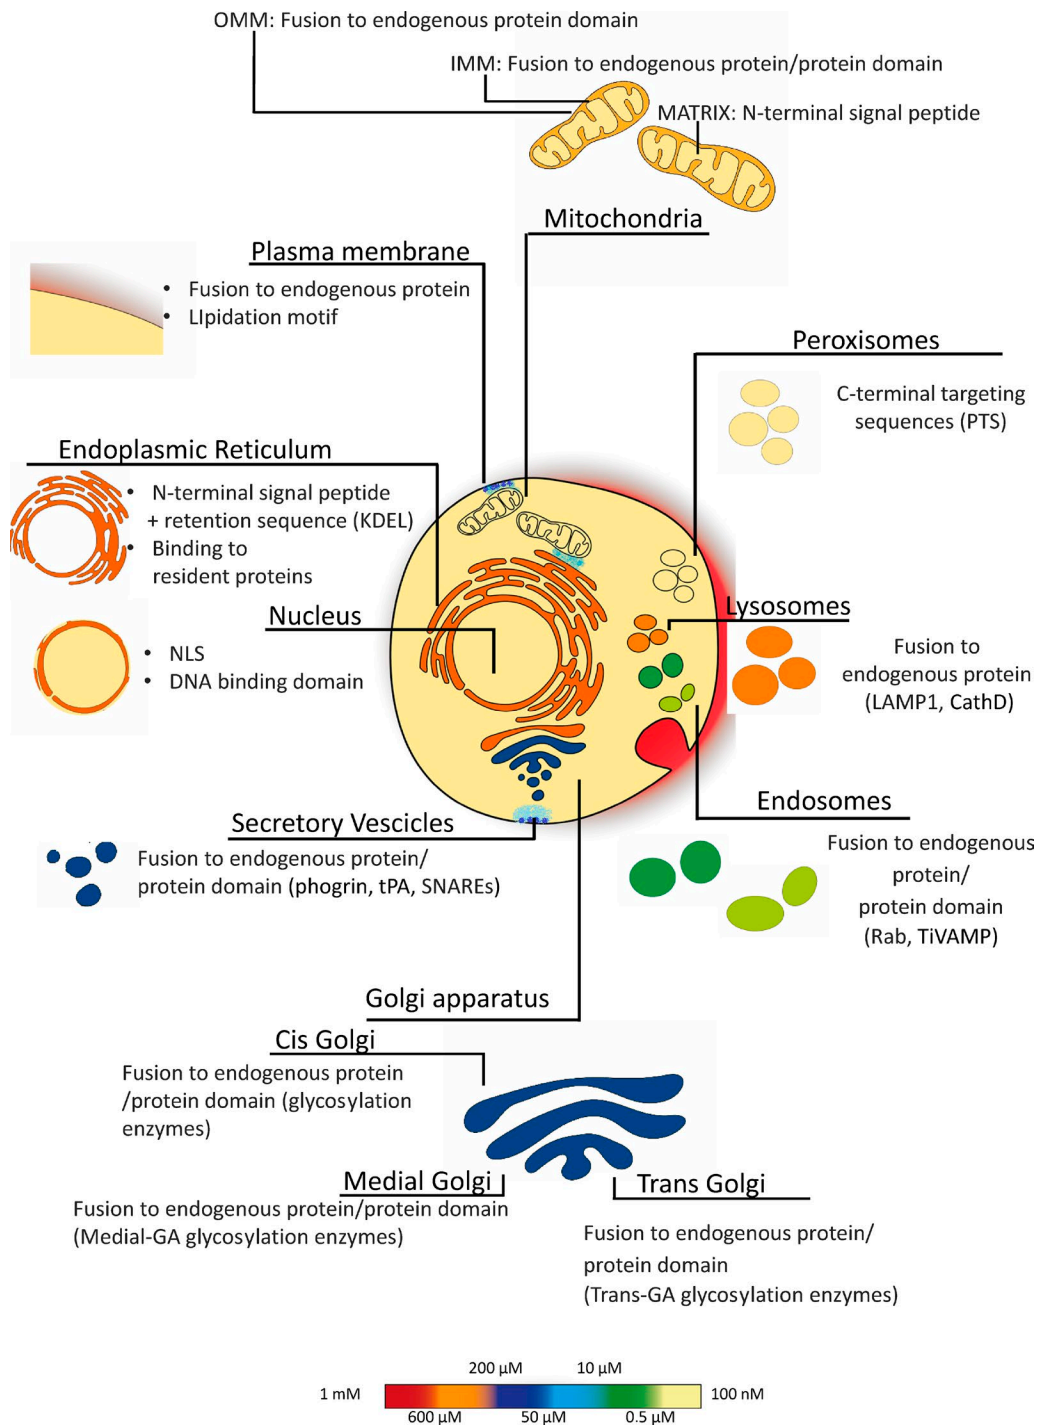 OMM: Fusion to endogenous protein domain
IMM: Fusion to endogenous protein/protein domain
MATRIX: N-terminal signal peptide
Mitochondria
Plasma membrane
• Fusion to endogenous protein
• LIpidation motif
Peroxisomes
C-terminal targeting
sequences (PTS)
Endoplasmic Reticulum
• N-terminal signal peptide
+ retention sequence (KDEL)
• Binding to
resident proteins
Nucleus
• NLS
• DNA binding domain
Lysosomes
Fusion to
endogenous protein
(LAMP1, CathD)
Endosomes
Fusion to endogenous
protein/
protein domain
(Rab, TiVAMP)
Secretory Vescicles
Fusion to endogenous protein/
protein domain (phogrin, tPA, SNAREs)
Golgi apparatus
Cis Golgi
Fusion to endogenous protein
/protein domain (glycosylation
enzymes)
Medial Golgi
Fusion to endogenous protein/protein domain
(Medial-GA glycosylation enzymes)
Trans Golgi
Fusion to endogenous protein/
protein domain
(Trans-GA glycosylation enzymes)
200 µM 10 µM
1 mM 100 nM
600 µM 50 µM 0.5 µM